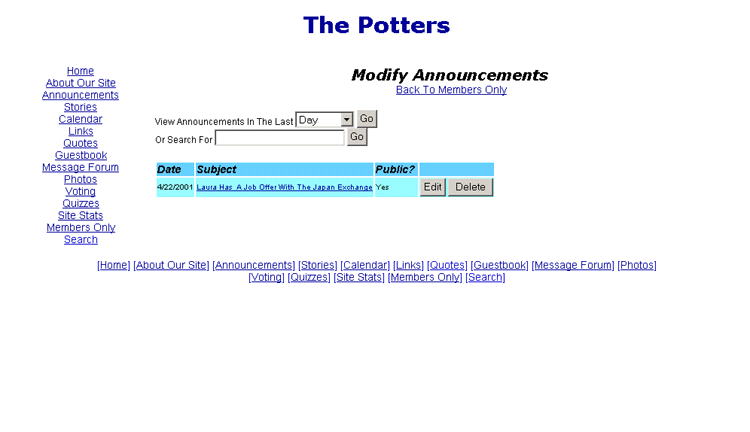 The Potters
Home
About Our Site
Announcements
Stories
Calendar
Links
Quotes
Guestbook
Message Forum
Photos
Voting
Quizzes
Site Stats
Members Only
Search
Modify Announcements
Back To Members Only
View Announcements In The Last Day Go
Or Search For Go
Date Subject Public?
4/22/2001 Laura Has A Job Offer With The Japan Exchange Yes Edit Delete
[Home] [About Our Site] [Announcements] [Stories] [Calendar] [Links] [Quotes] [Guestbook] [Message Forum] [Photos]
[Voting] [Quizzes] [Site Stats] [Members Only] [Search]